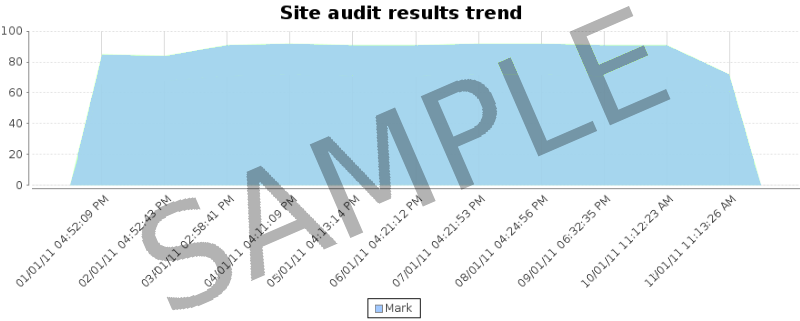 Site audit results trend
100
80
60
40
20
0
01/01/11 04:52:09 PM
02/01/11 04:52:43 PM
03/01/11 02:58:41 PM
04/01/11 04:11:09 PM
05/01/11 04:13:14 PM
06/01/11 04:21:12 PM
07/01/11 04:21:53 PM
08/01/11 04:24:56 PM
09/01/11 06:32:35 PM
10/01/11 11:12:23 AM
11/01/11 11:13:26 AM
SAMPLE
Mark